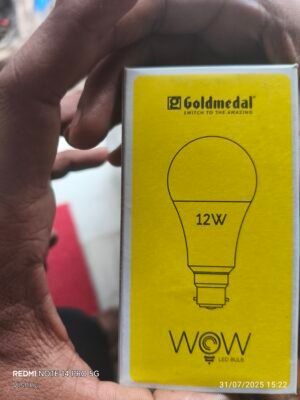 Goldmedal
SWITCH TO THE AMAZING
12W
WOW
LED BULB
REDMI NOTE 14 PRO 5G
31/07/2025 15:22